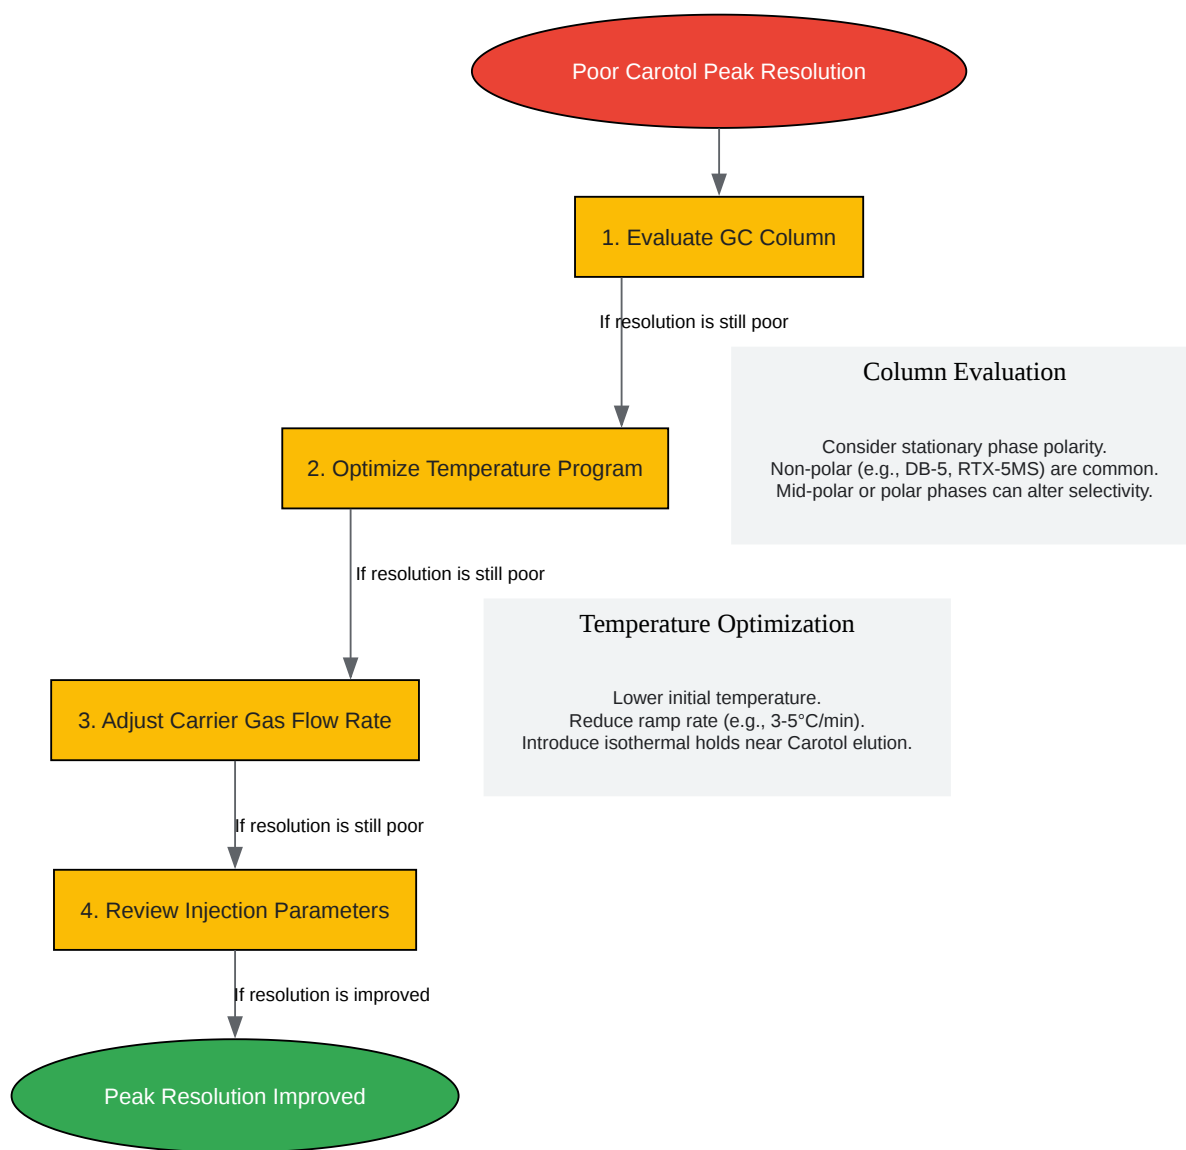 Poor Carotol Peak Resolution
1. Evaluate GC Column
If resolution is still poor
Column Evaluation
Consider stationary phase polarity.
Non-polar (e.g., DB-5, RTX-5MS) are common.
Mid-polar or polar phases can alter selectivity.
2. Optimize Temperature Program
If resolution is still poor
Temperature Optimization
Lower initial temperature.
Reduce ramp rate (e.g., 3-5°C/min).
Introduce isothermal holds near Carotol elution.
3. Adjust Carrier Gas Flow Rate
If resolution is still poor
4. Review Injection Parameters
If resolution is improved
Peak Resolution Improved